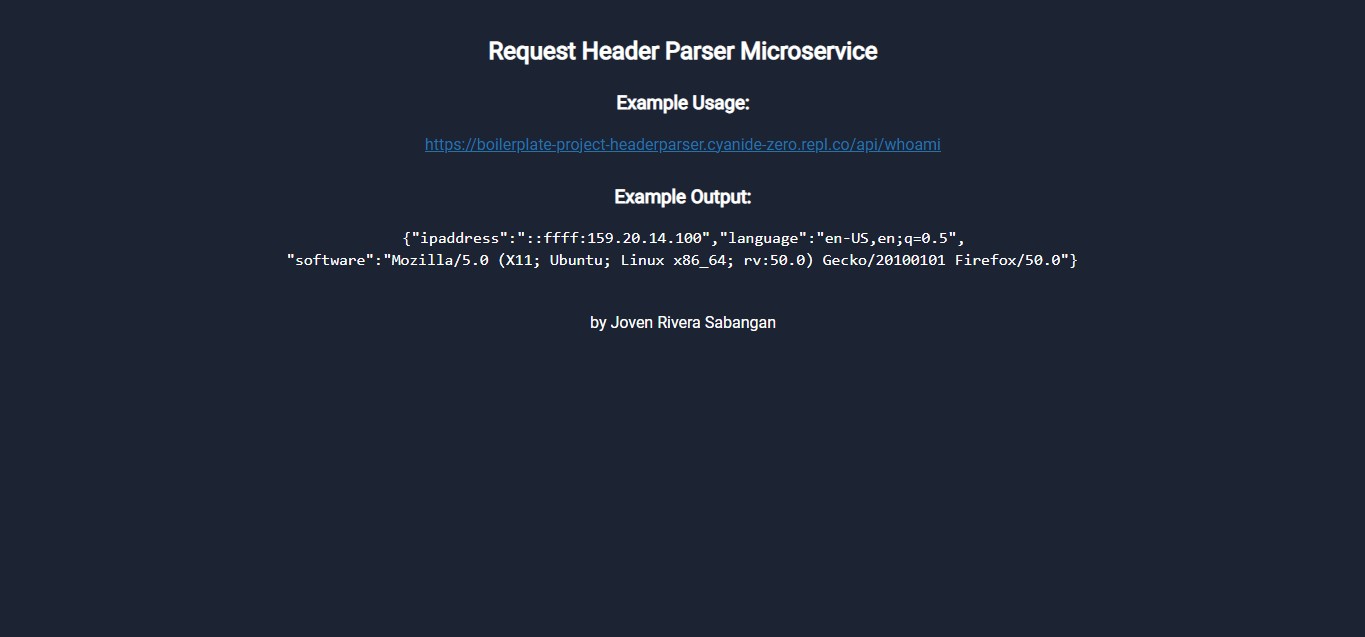 Request Header Parser Microservice
Example Usage:
https://boilerplate-project-headerparser.cyanide-zero.repl.co/api/whoami
Example Output:
{"ipaddress":"::ffff:159.20.14.100","language":"en-US,en;q=0.5",
"software":"Mozilla/5.0 (X11; Ubuntu; Linux x86_64; rv:50.0) Gecko/20100101 Firefox/50.0"}
by Joven Rivera Sabangan